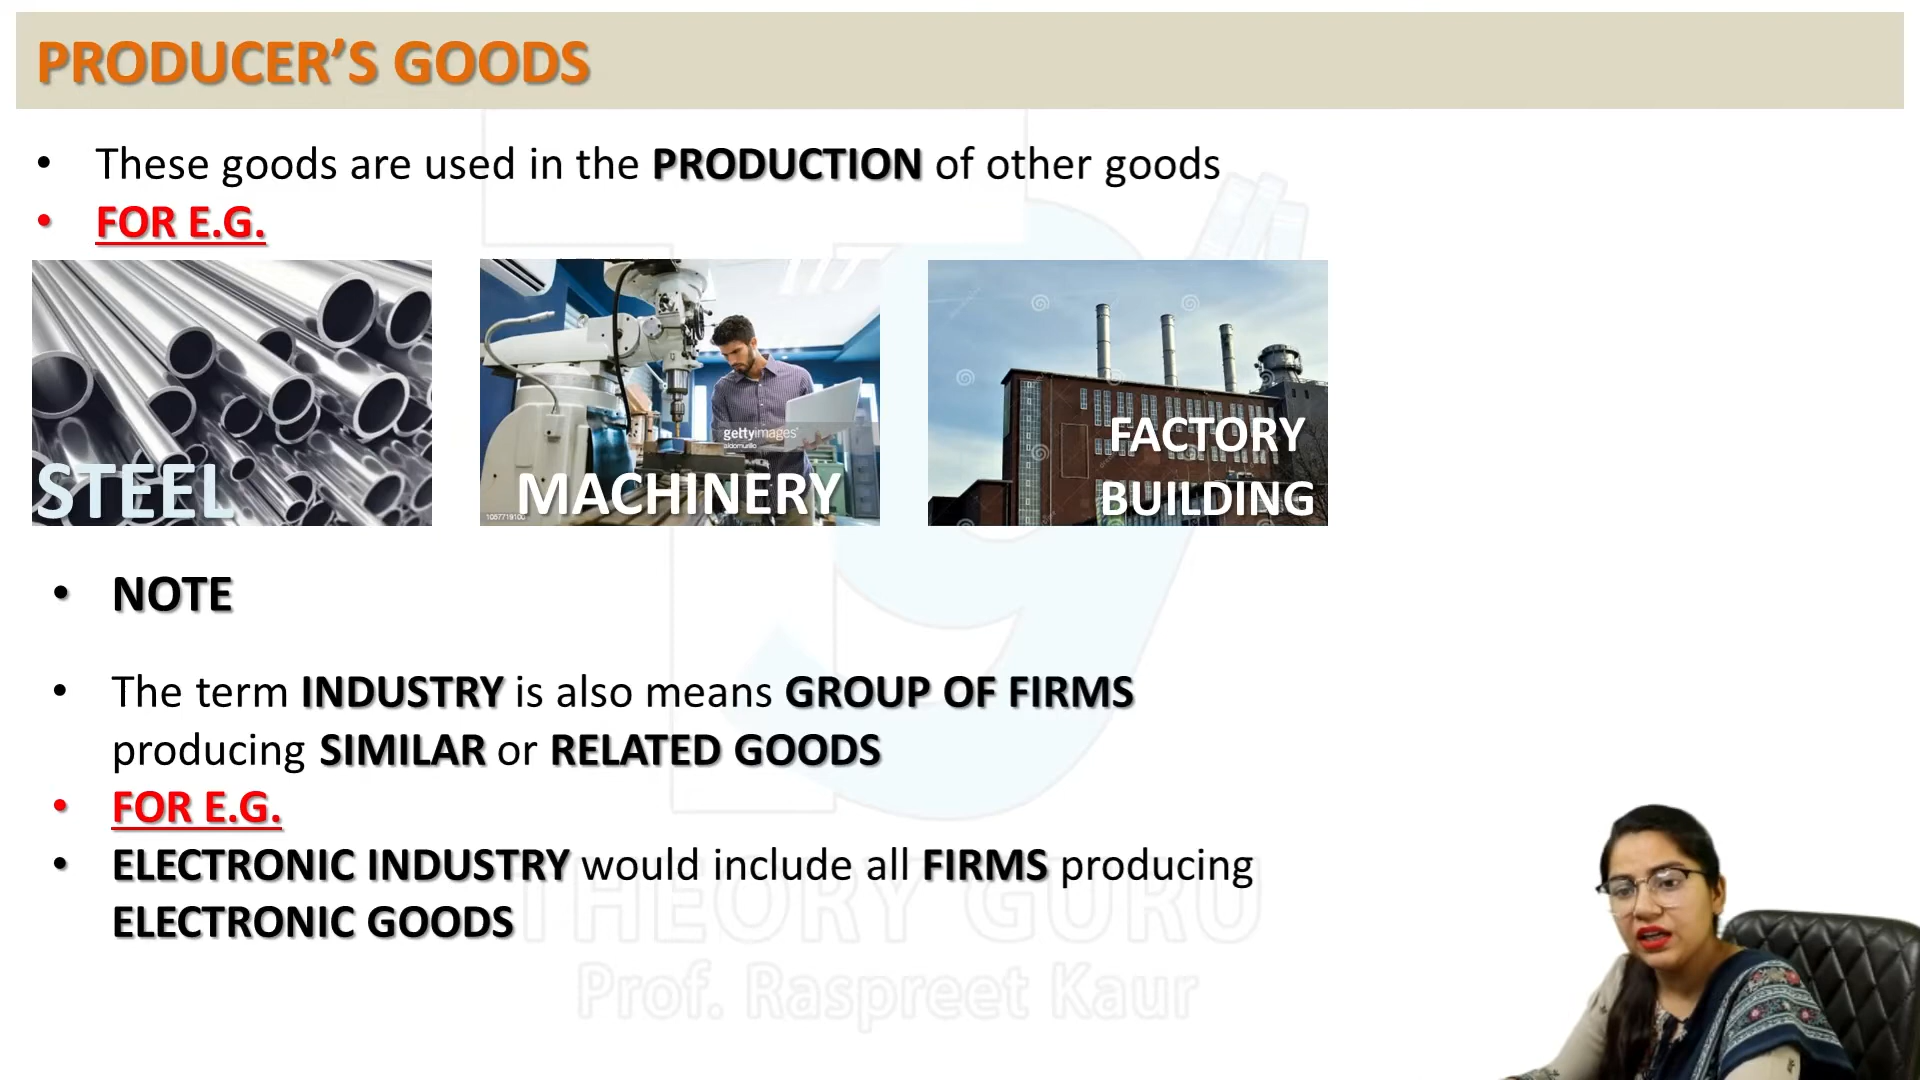 PRODUCER’S GOODS
• These goods are used in the PRODUCTION of other goods
• FOR E.G.
STEEL
gettyimages
aldomurillo
1057719100
MACHINERY
FACTORY
BUILDING
• NOTE
• The term INDUSTRY is also means GROUP OF FIRMS
producing SIMILAR or RELATED GOODS
• FOR E.G.
• ELECTRONIC INDUSTRY would include all FIRMS producing
ELECTRONIC GOODS
THEORY GURU
Prof. Raspreet Kaur